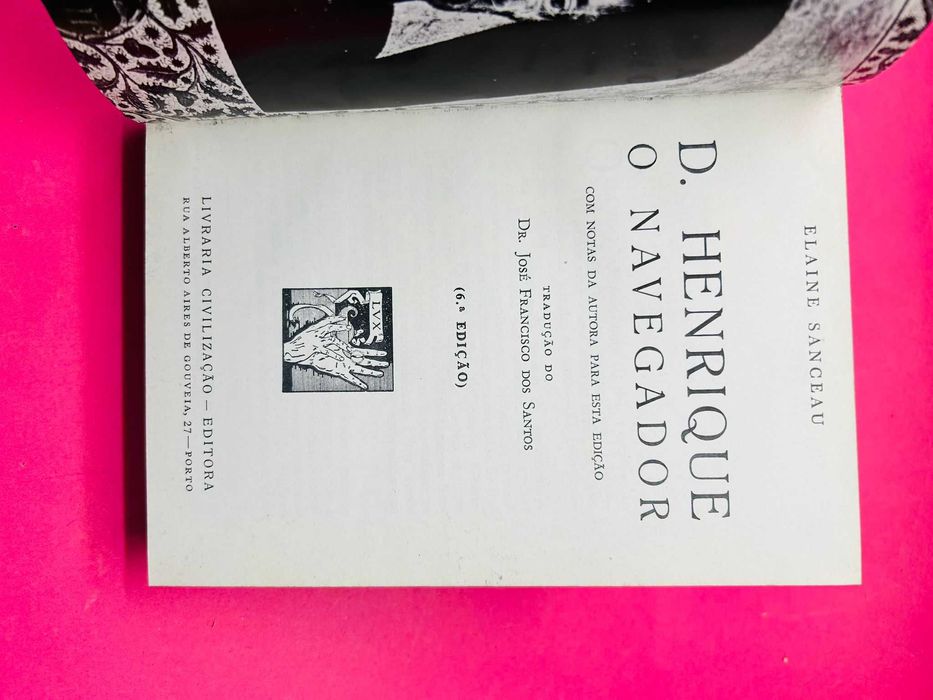 ELAINE SANCEAU
D. HENRIQUE
O NAVEGADOR
COM NOTAS DA AUTORA PARA ESTA EDIÇÃO
TRADUÇÃO DO
DR. JOSÉ FRANCISCO DOS SANTOS
(6.ª EDIÇÃO)
LVX
LIVRARIA CIVILIZAÇÃO — EDITORA
RUA ALBERTO AIRES DE GOUVEIA, 27 — PORTO